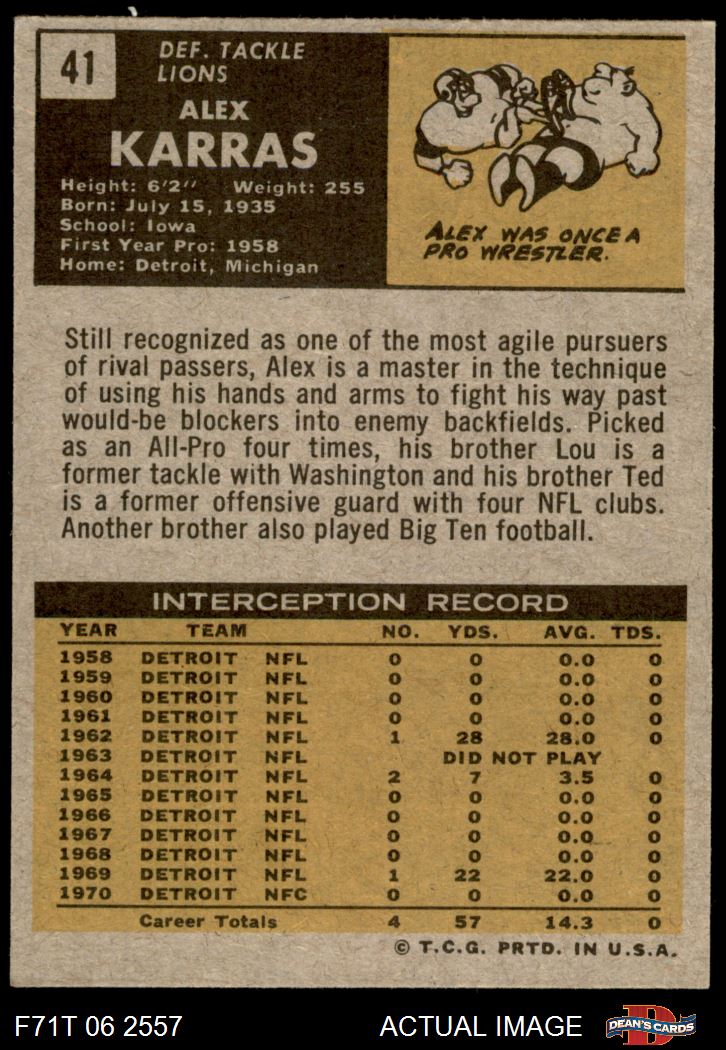 41
DEF. TACKLE
LIONS
ALEX
KARRAS
Height: 6'2" Weight: 255
Born: July 15, 1935
School: Iowa
First Year Pro: 1958
Home: Detroit, Michigan
ALEX WAS ONCE A
PRO WRESTLER.
Still recognized as one of the most agile pursuers
of rival passers, Alex is a master in the technique
of using his hands and arms to fight his way past
would-be blockers into enemy backfields. Picked
as an All-Pro four times, his brother Lou is a
former tackle with Washington and his brother Ted
is a former offensive guard with four NFL clubs.
Another brother also played Big Ten football.
INTERCEPTION RECORD
YEAR TEAM NO. YDS. AVG. TDS.
1958 DETROIT NFL 0 0 0.0 0
1959 DETROIT NFL 0 0 0.0 0
1960 DETROIT NFL 0 0 0.0 0
1961 DETROIT NFL 0 0 0.0 0
1962 DETROIT NFL 1 28 28.0 0
1963 DETROIT NFL DID NOT PLAY
1964 DETROIT NFL 2 7 3.5 0
1965 DETROIT NFL 0 0 0.0 0
1966 DETROIT NFL 0 0 0.0 0
1967 DETROIT NFL 0 0 0.0 0
1968 DETROIT NFL 0 0 0.0 0
1969 DETROIT NFL 1 22 22.0 0
1970 DETROIT NFC 0 0 0.0 0
Career Totals 4 57 14.3 0
© T.C.G. PRTD. IN U.S.A.
F71T 06 2557 ACTUAL IMAGE
D
DEAN'S CARDS